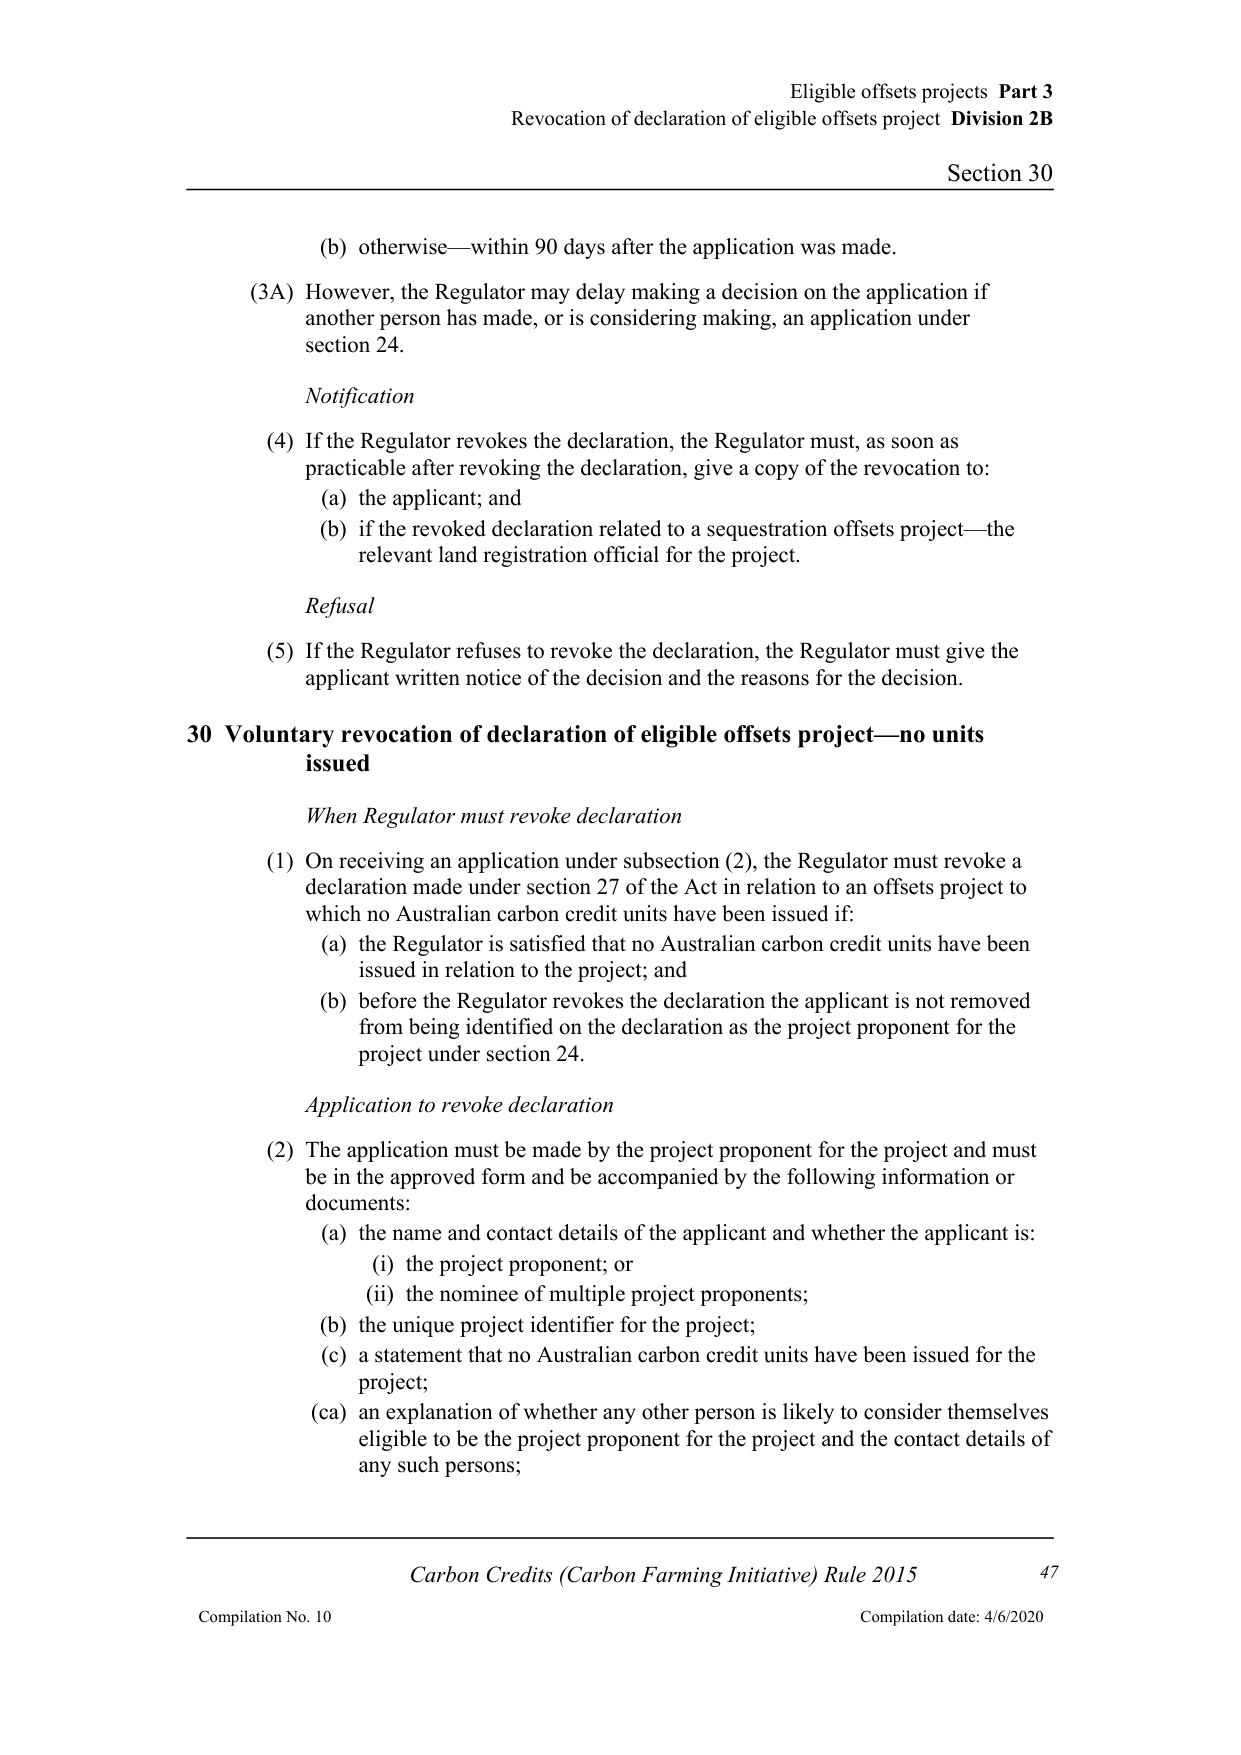 Eligible offsets projects Part 3
Revocation of declaration of eligible offsets project Division 2B
Section 30
(b) otherwise—within 90 days after the application was made.
(3A) However, the Regulator may delay making a decision on the application if
another person has made, or is considering making, an application under
section 24.
Notification
(4) If the Regulator revokes the declaration, the Regulator must, as soon as
practicable after revoking the declaration, give a copy of the revocation to:
(a) the applicant; and
(b) if the revoked declaration related to a sequestration offsets project—the
relevant land registration official for the project.
Refusal
(5) If the Regulator refuses to revoke the declaration, the Regulator must give the
applicant written notice of the decision and the reasons for the decision.
30 Voluntary revocation of declaration of eligible offsets project—no units
issued
When Regulator must revoke declaration
(1) On receiving an application under subsection (2), the Regulator must revoke a
declaration made under section 27 of the Act in relation to an offsets project to
which no Australian carbon credit units have been issued if:
(a) the Regulator is satisfied that no Australian carbon credit units have been
issued in relation to the project; and
(b) before the Regulator revokes the declaration the applicant is not removed
from being identified on the declaration as the project proponent for the
project under section 24.
Application to revoke declaration
(2) The application must be made by the project proponent for the project and must
be in the approved form and be accompanied by the following information or
documents:
(a) the name and contact details of the applicant and whether the applicant is:
(i) the project proponent; or
(ii) the nominee of multiple project proponents;
(b) the unique project identifier for the project;
(c) a statement that no Australian carbon credit units have been issued for the
project;
(ca) an explanation of whether any other person is likely to consider themselves
eligible to be the project proponent for the project and the contact details of
any such persons;
Carbon Credits (Carbon Farming Initiative) Rule 2015 47
Compilation No. 10 Compilation date: 4/6/2020